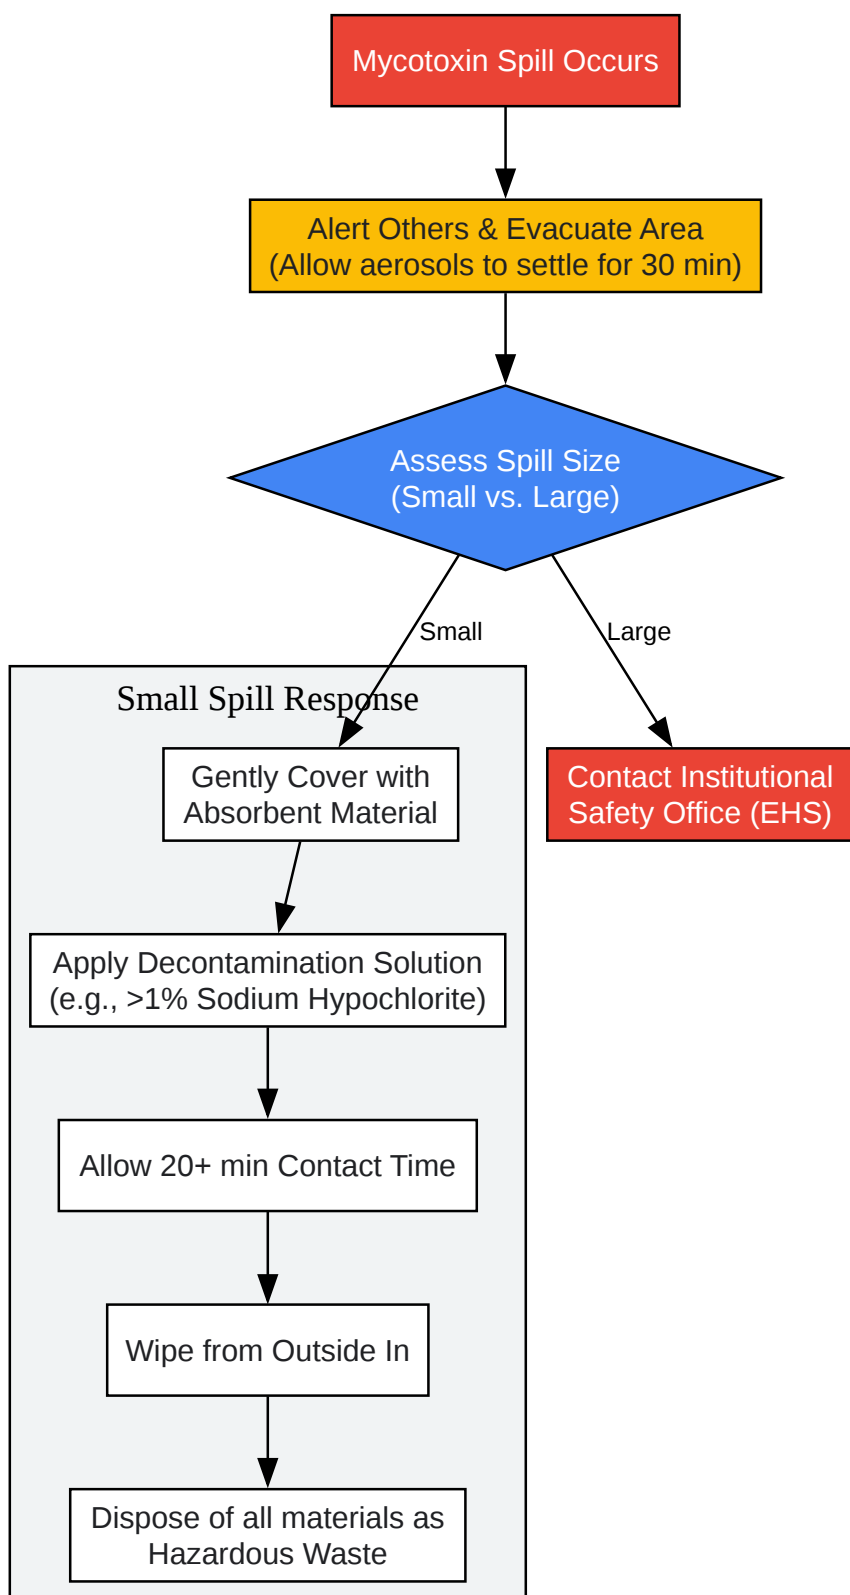 Mycotoxin Spill Occurs
Alert Others & Evacuate Area
(Allow aerosols to settle for 30 min)
Assess Spill Size
(Small vs. Large)
Small
Large
Small Spill Response
Gently Cover with
Absorbent Material
Contact Institutional
Safety Office (EHS)
Apply Decontamination Solution
(e.g., >1% Sodium Hypochlorite)
Allow 20+ min Contact Time
Wipe from Outside In
Dispose of all materials as
Hazardous Waste